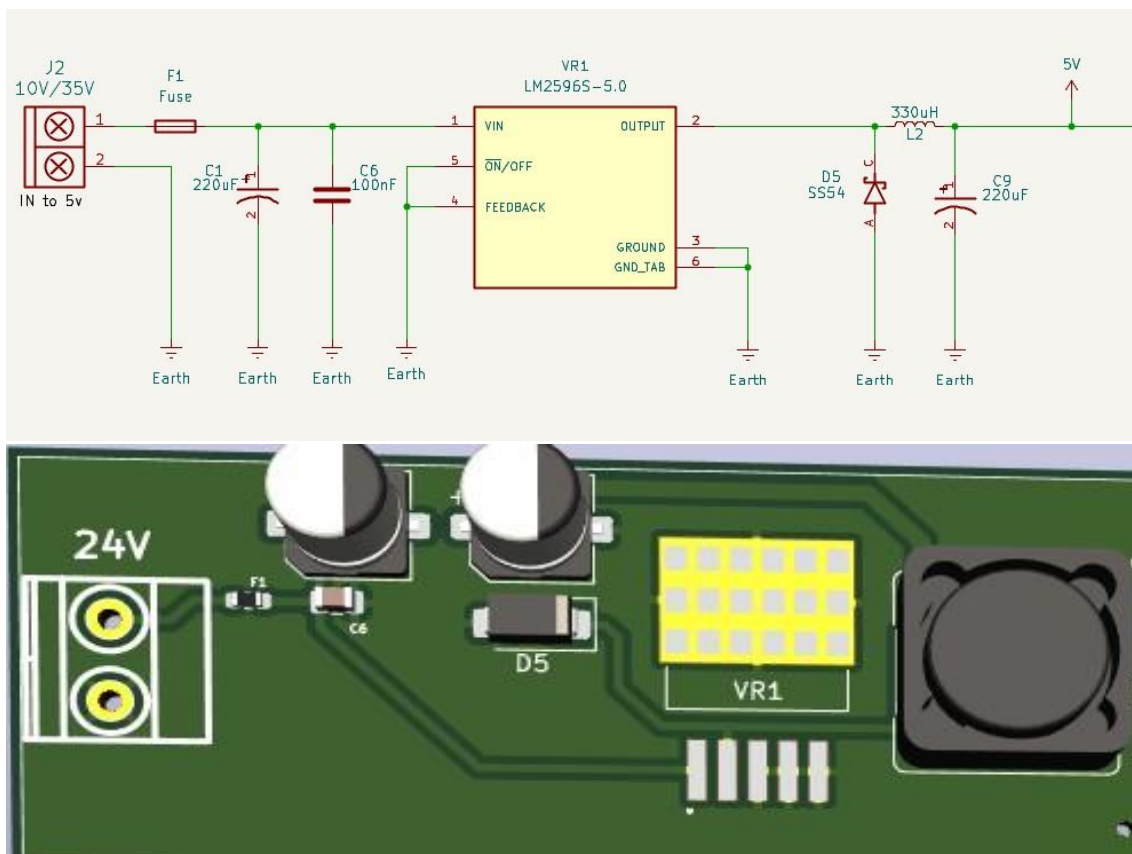 J2
10V/35V
1
2
IN to 5v
F1
Fuse
C1
220uF
+
1
2
C6
100nF
VR1
LM2596S-5.0
1
VIN
5
ON/OFF
4
FEEDBACK
OUTPUT
2
GROUND
3
GND_TAB
6
330uH
L2
5V
D5
SS54
C
A
C9
220uF
+
1
2
Earth
Earth
Earth
Earth
Earth
Earth
Earth
24V
F1
C6
+
D5
VR1